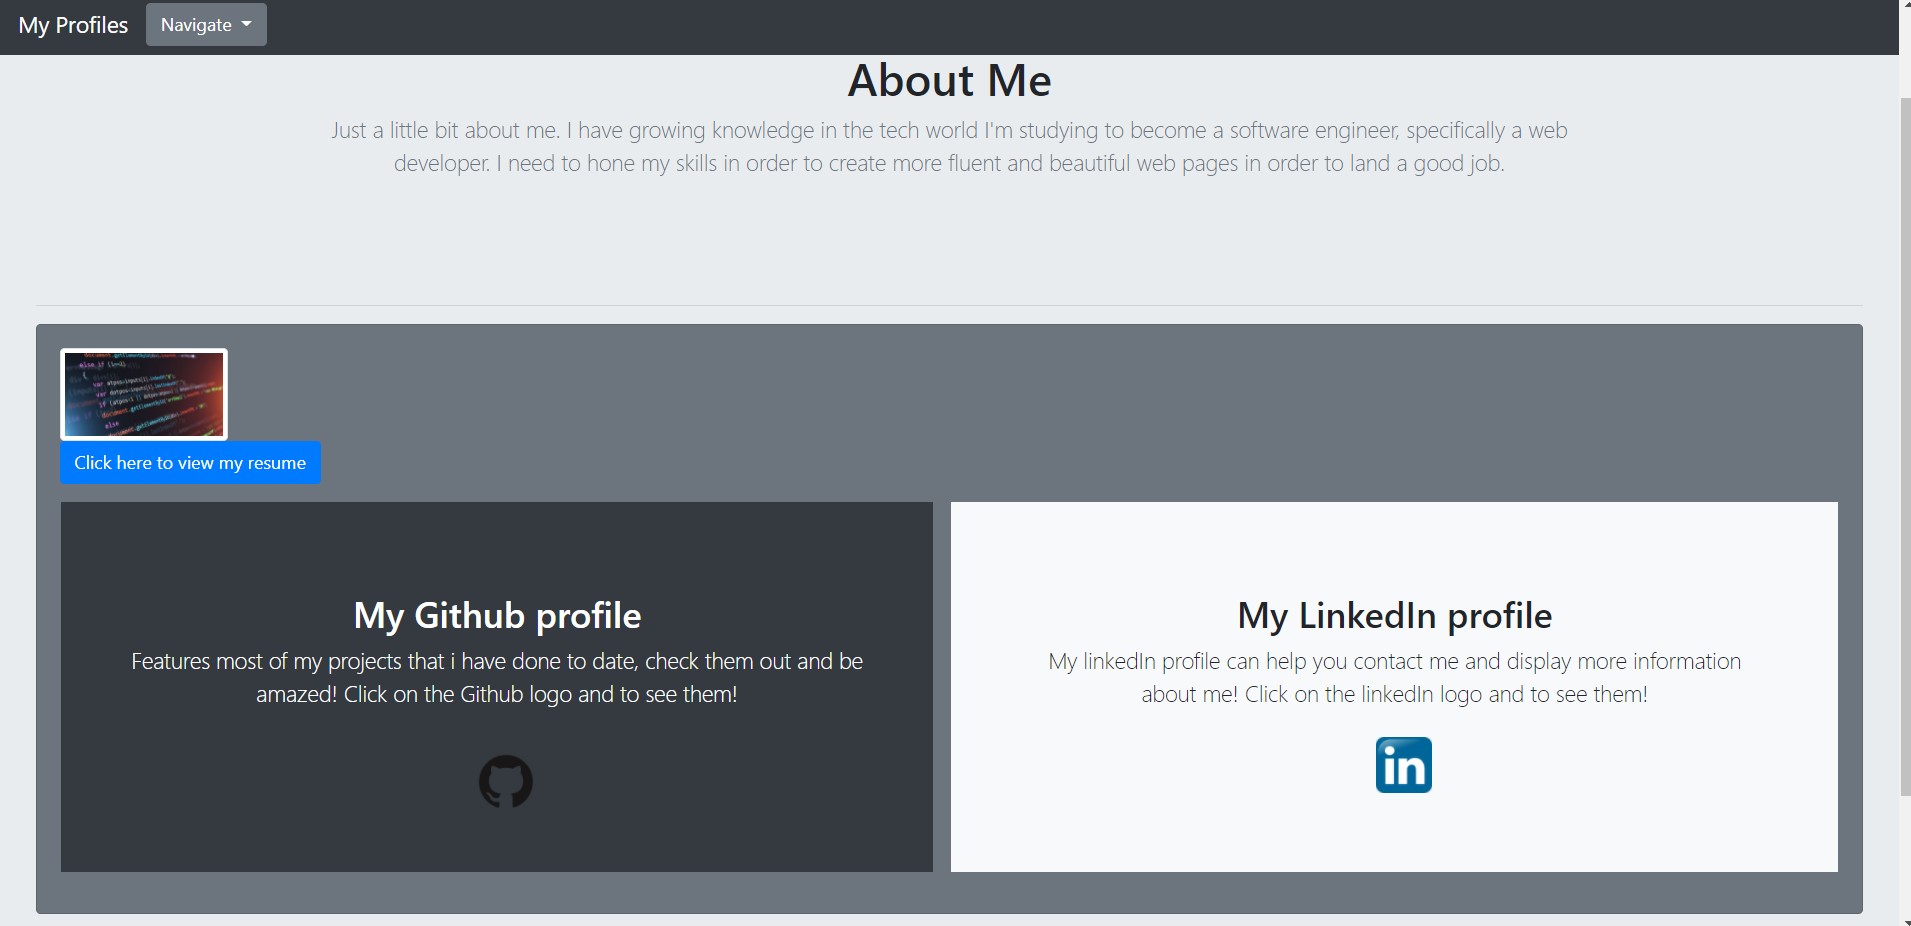 My Profiles
Navigate
About Me
Just a little bit about me. I have growing knowledge in the tech world I'm studying to become a software engineer, specifically a web
developer. I need to hone my skills in order to create more fluent and beautiful web pages in order to land a good job.
else
Click here to view my resume
My Github profile
Features most of my projects that i have done to date, check them out and be
amazed! Click on the Github logo and to see them!
My LinkedIn profile
My linkedIn profile can help you contact me and display more information
about me! Click on the linkedIn logo and to see them!
in